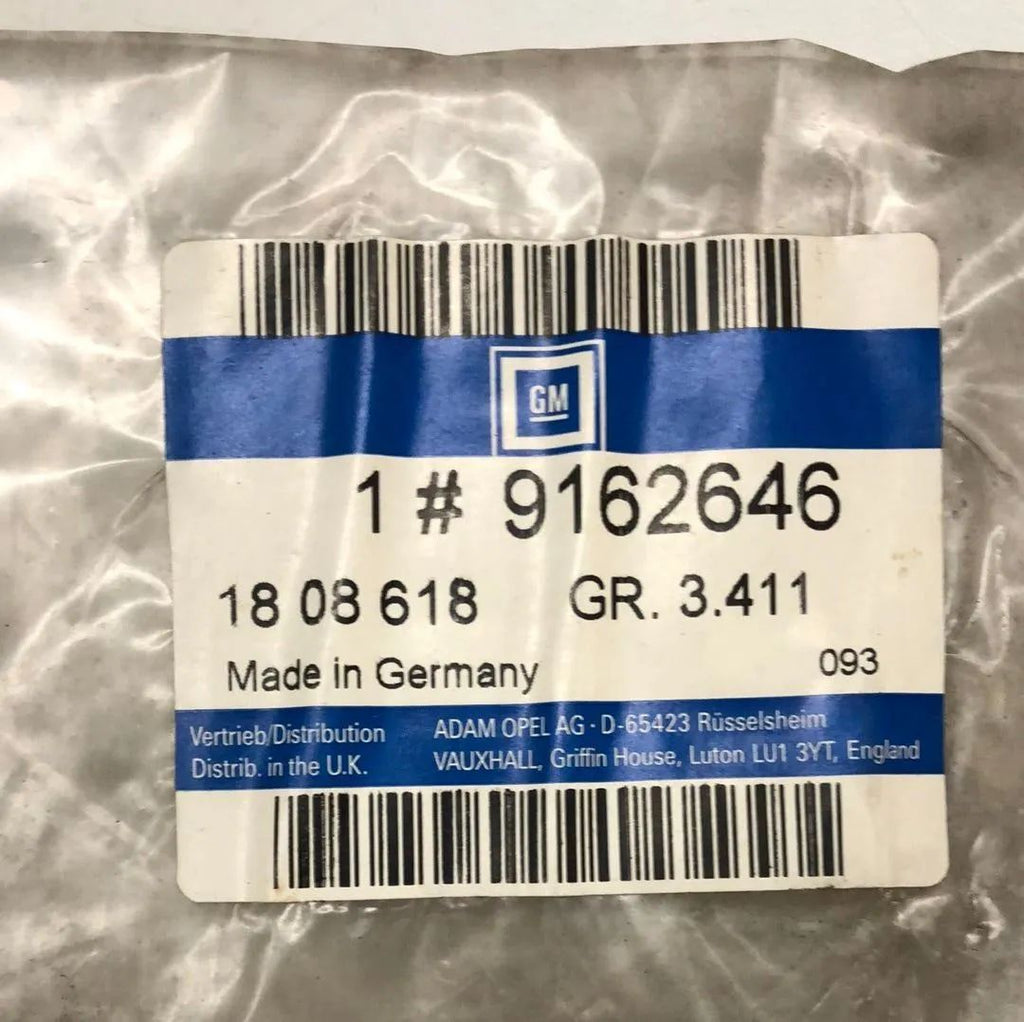 GM
1 # 9162646
18 08 618 GR. 3.411
Made in Germany 093
Vertrieb/Distribution ADAM OPEL AG · D-65423 Rüsselsheim
Distrib. in the U.K. VAUXHALL, Griffin House, Luton LU1 3YT, England